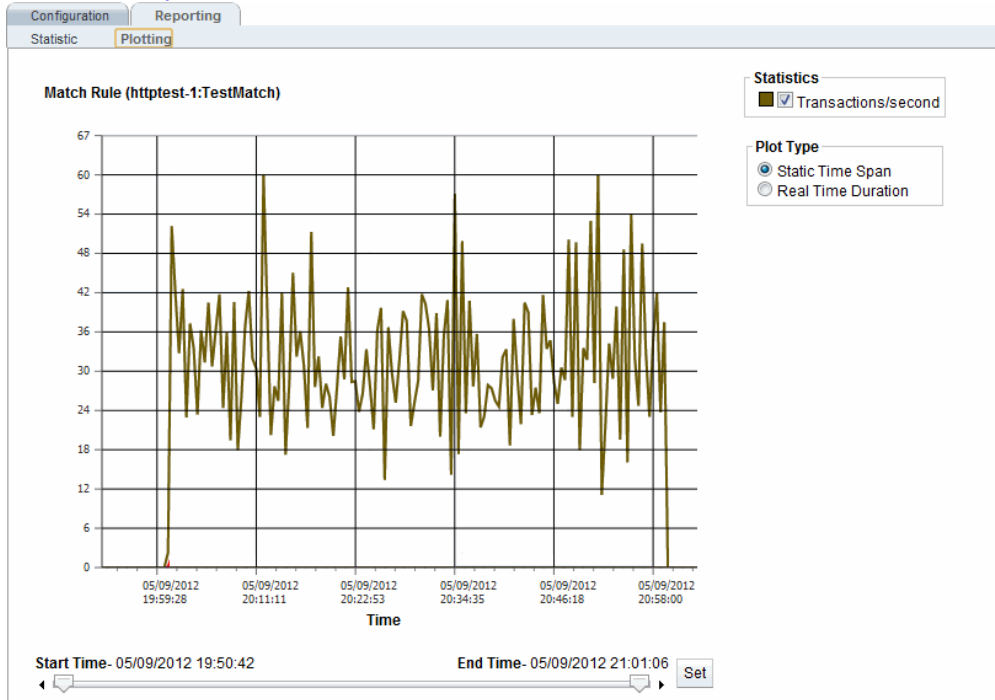 Configuration Reporting
Statistic Plotting
Match Rule (httptest-1:TestMatch)
Statistics
Transactions/second
Plot Type
Static Time Span
Real Time Duration
67
60
54
48
42
36
30
24
18
12
6
0
05/09/2012 05/09/2012 05/09/2012 05/09/2012 05/09/2012 05/09/2012
19:59:28 20:11:11 20:22:53 20:34:35 20:46:18 20:58:00
Time
Start Time- 05/09/2012 19:50:42 End Time- 05/09/2012 21:01:06
Set